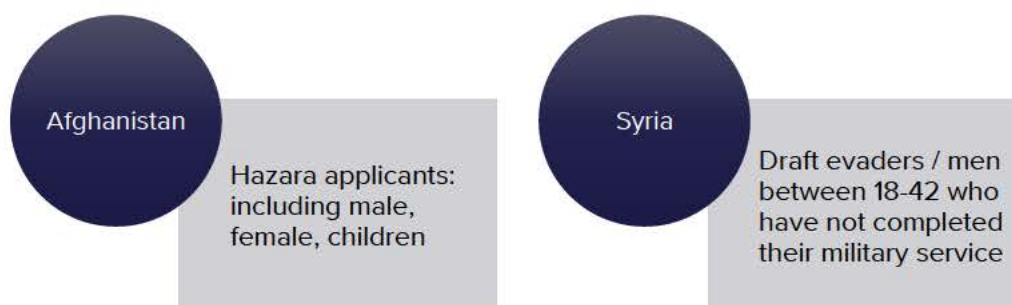 Afghanistan
Hazara applicants:
including male,
female, children
Syria
Draft evaders / men
between 18-42 who
have not completed
their military service